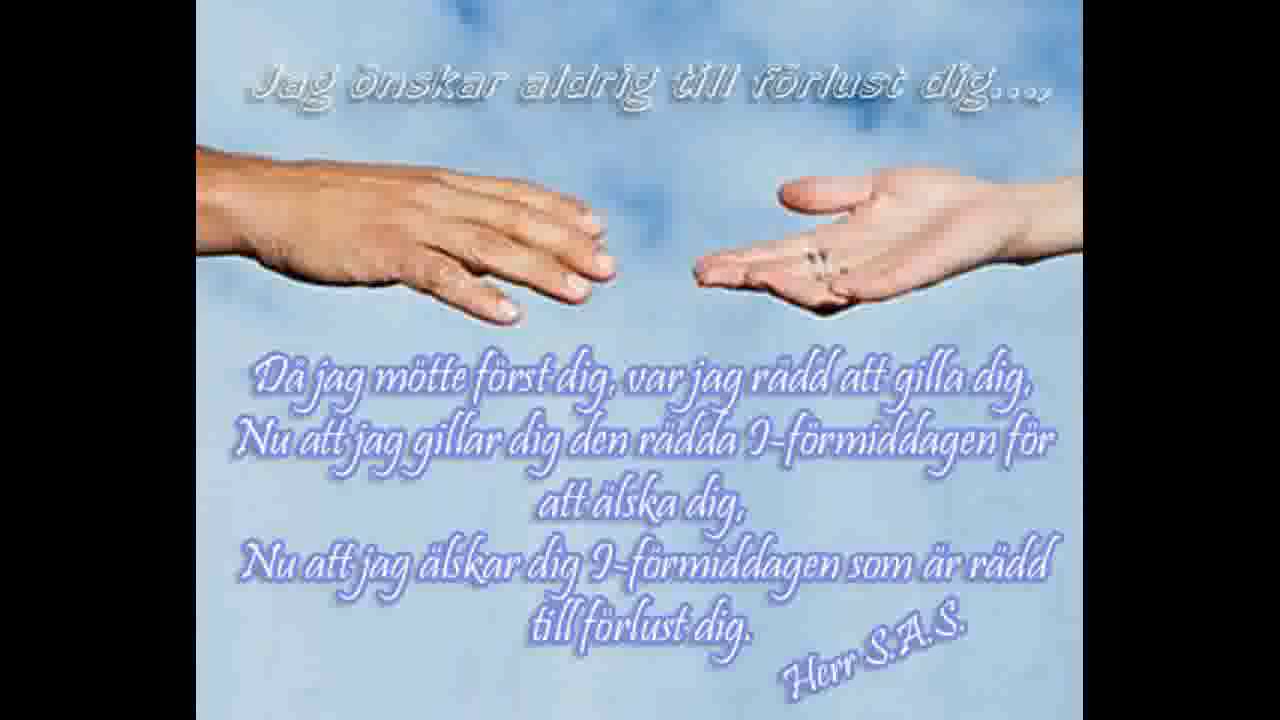 Jag önskar aldrig till förlust dig...,
Då jag mötte först dig, var jag rädd att gilla dig,
Nu att jag gillar dig den rädda I-förmiddagen för
att älska dig,
Nu att jag älskar dig I-förmiddagen som är rädd
till förlust dig.
Herr S.A.S.